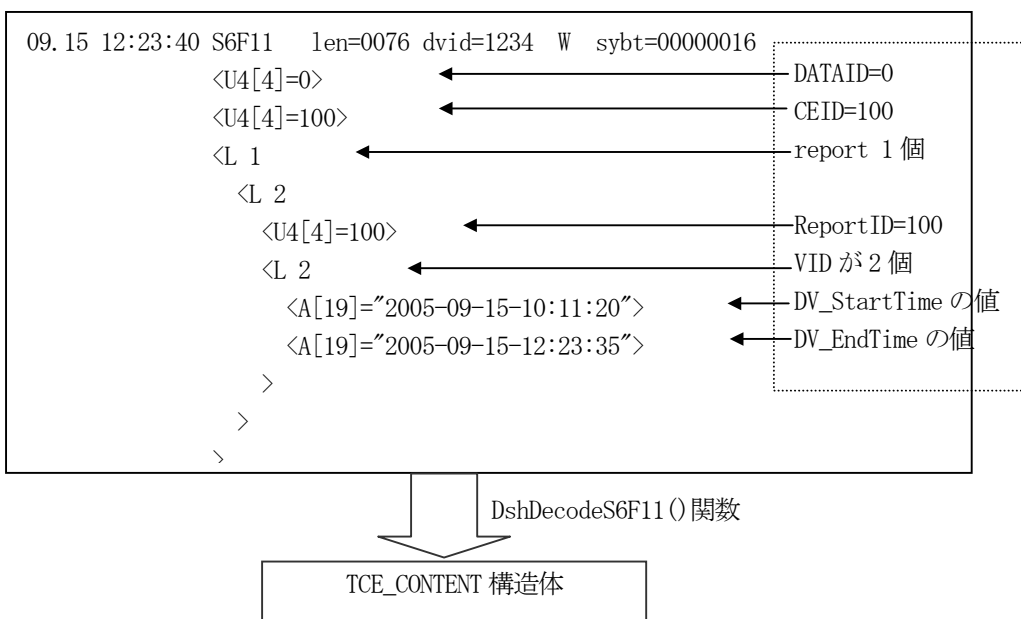 09.15 12:23:40 S6F11 len=0076 dvid=1234 W sybt=00000016
<U4[4]=0> DATAID=0
<U4[4]=100> CEID=100
<L 1 report 1個
<L 2
<U4[4]=100> ReportID=100
<L 2 VIDが2個
<A[19]="2005-09-15-10:11:20"> DV_StartTimeの値
<A[19]="2005-09-15-12:23:35"> DV_EndTimeの値
>
>
>
DshDecodeS6F11()関数
TCE_CONTENT構造体